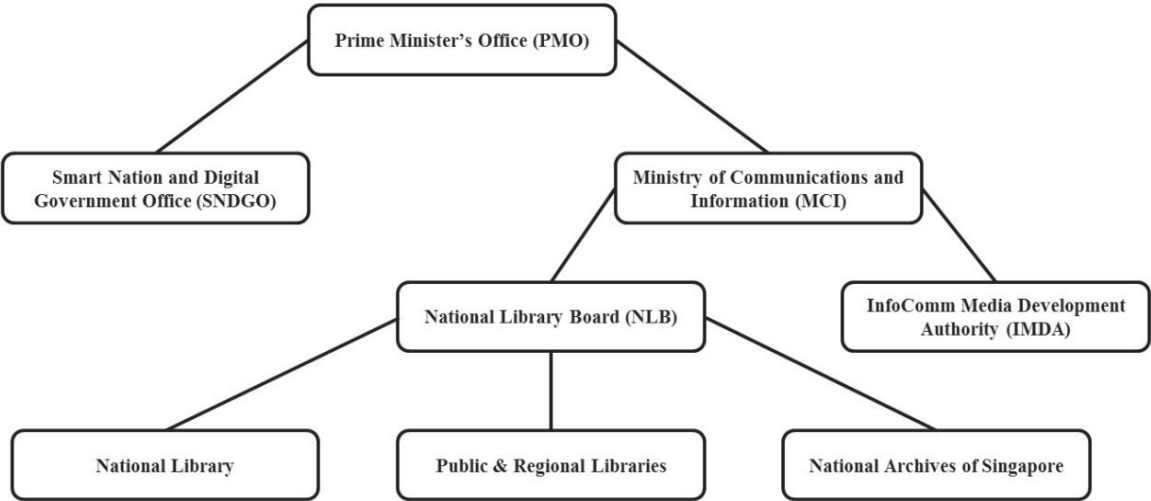 Prime Minister’s Office (PMO)
Smart Nation and Digital
Government Office (SNDGO)
Ministry of Communications and
Information (MCI)
National Library Board (NLB)
InfoComm Media Development
Authority (IMDA)
National Library
Public & Regional Libraries
National Archives of Singapore